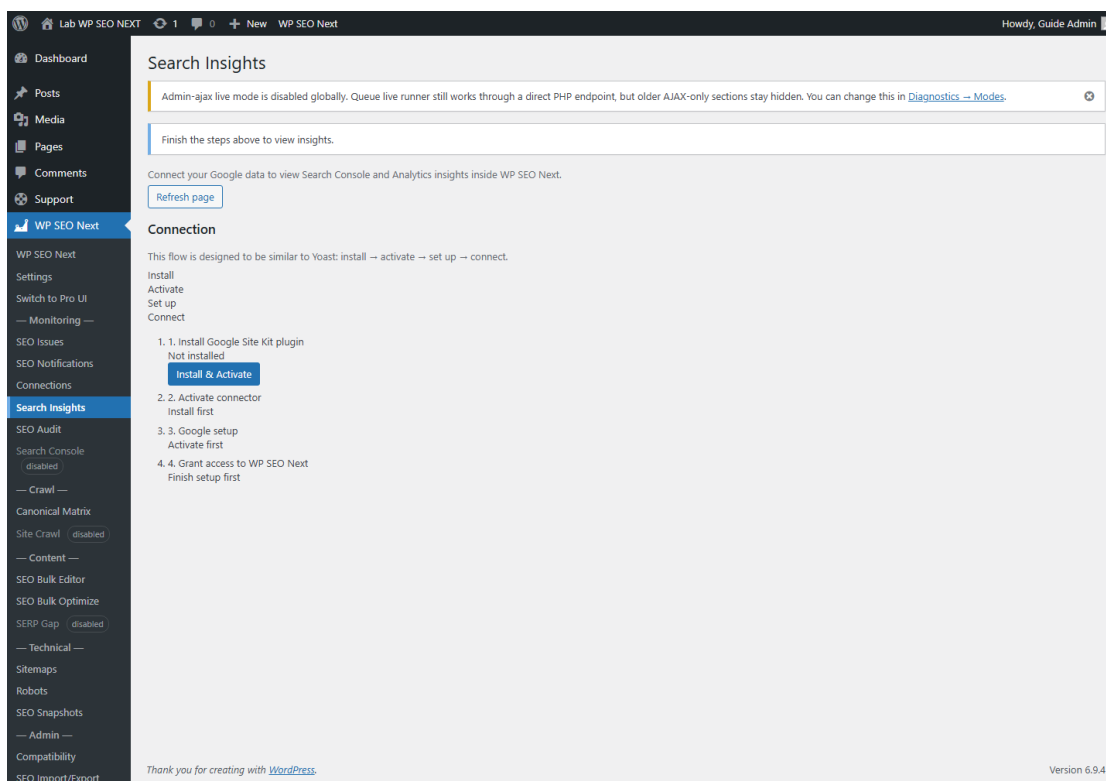 Lab WP SEO NEXT 1 0 + New WP SEO Next Howdy, Guide Admin
Dashboard
Posts
Media
Pages
Comments
Support
WP SEO Next
WP SEO Next
Settings
Switch to Pro UI
— Monitoring —
SEO Issues
SEO Notifications
Connections
Search Insights
SEO Audit
Search Console
disabled
— Crawl —
Canonical Matrix
Site Crawl disabled
— Content —
SEO Bulk Editor
SEO Bulk Optimize
SERP Gap disabled
— Technical —
Sitemaps
Robots
SEO Snapshots
— Admin —
Compatibility
SEO Import/Export
Search Insights
Admin-ajax live mode is disabled globally. Queue live runner still works through a direct PHP endpoint, but older AJAX-only sections stay hidden. You can change this in Diagnostics → Modes.
Finish the steps above to view insights.
Connect your Google data to view Search Console and Analytics insights inside WP SEO Next.
Refresh page
Connection
This flow is designed to be similar to Yoast: install → activate → set up → connect.
Install
Activate
Set up
Connect
1. 1. Install Google Site Kit plugin
Not installed
Install & Activate
2. 2. Activate connector
Install first
3. 3. Google setup
Activate first
4. 4. Grant access to WP SEO Next
Finish setup first
Thank you for creating with WordPress.
Version 6.9.4